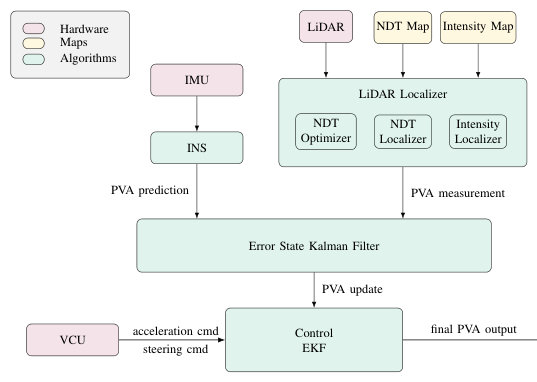 Hardware
Maps
Algorithms
LiDAR
NDT Map
Intensity Map
IMU
LiDAR Localizer
NDT
Optimizer
NDT
Localizer
Intensity
Localizer
INS
PVA prediction
PVA measurement
Error State Kalman Filter
PVA update
VCU
acceleration cmd
steering cmd
Control
EKF
final PVA output